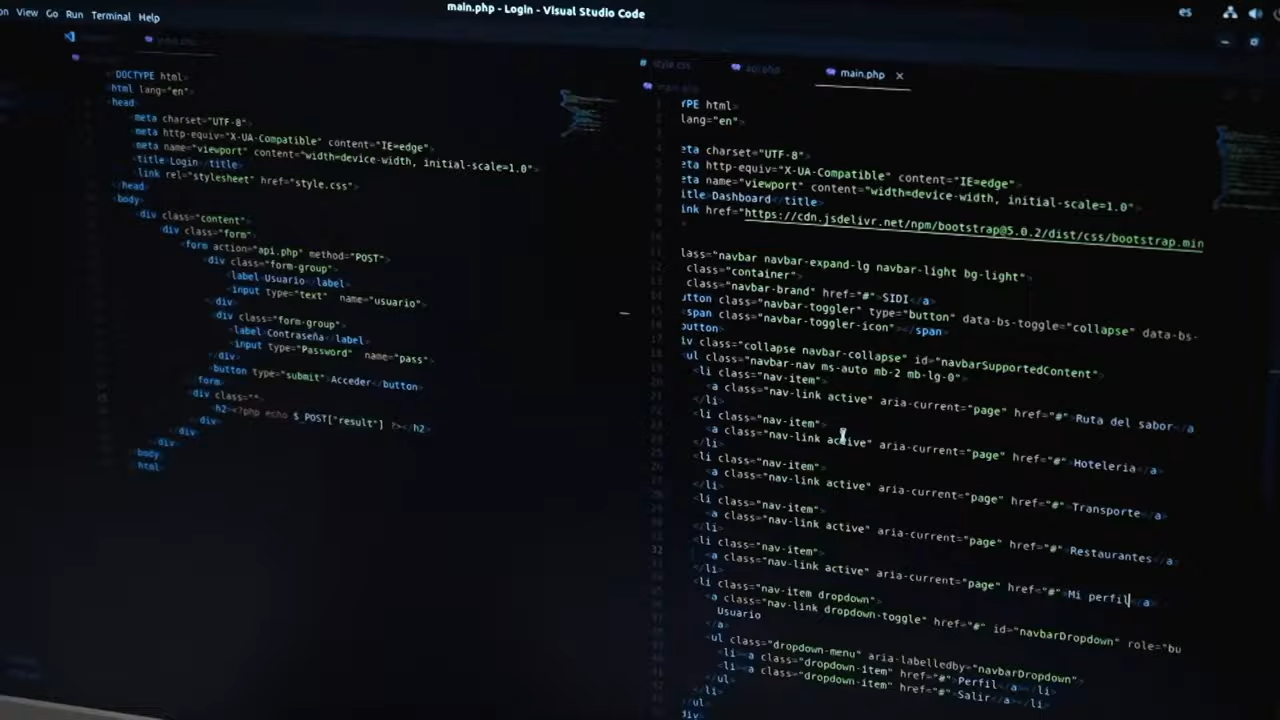 View Go Run Terminal Help
main.php - Login - Visual Studio Code
es
DOCTYPE html>
<html lang="en">
<head>
<meta charset="UTF-8">
<meta http-equiv="X-UA-Compatible" content="IE=edge">
<meta name="viewport" content="width=device-width, initial-scale=1.0">
<title>Login</title>
<link rel="stylesheet" href="style.css">
</head>
<body>
<div class="content">
<div class="form">
<form action="api.php" method="POST">
<div class="form-group">
<label>Usuario</label>
<input type="text" name="usuario">
</div>
<div class="form-group">
<label>Contraseña</label>
<input type="Password" name="pass">
</div>
<button type="submit">Acceder</button>
</form>
<div class="">
<h2><?php echo $_POST["result"] ?></h2>
</div>
</div>
</div>
</body>
</html>
style.css api.php main.php
YPE html>
lang="en">
eta charset="UTF-8">
eta http-equiv="X-UA-Compatible" content="IE=edge">
eta name="viewport" content="width=device-width, initial-scale=1.0">
itle>Dashboard</title>
ink href="https://cdn.jsdelivr.net/npm/bootstrap@5.0.2/dist/css/bootstrap.min
lass="navbar navbar-expand-lg navbar-light bg-light">
class="container">
class="navbar-brand" href="#">SIDI</a>
utton class="navbar-toggler" type="button" data-bs-toggle="collapse" data-bs-
<span class="navbar-toggler-icon"></span>
button>
iv class="collapse navbar-collapse" id="navbarSupportedContent">
<ul class="navbar-nav ms-auto mb-2 mb-lg-0">
<li class="nav-item">
<a class="nav-link active" aria-current="page" href="#">Ruta del sabor</a
</li>
<li class="nav-item">
<a class="nav-link active" aria-current="page" href="#">Hoteleria</a>
</li>
<li class="nav-item">
<a class="nav-link active" aria-current="page" href="#">Transporte</a>
</li>
<li class="nav-item">
<a class="nav-link active" aria-current="page" href="#">Restaurantes</a>
</li>
<li class="nav-item">
<a class="nav-link active" aria-current="page" href="#">Mi perfil</a>
</li>
<li class="nav-item dropdown">
<a class="nav-link dropdown-toggle" href="#" id="navbarDropdown" role="bu
Usuario
</a>
<ul class="dropdown-menu" aria-labelledby="navbarDropdown">
<li><a class="dropdown-item" href="#">Perfil</a></li>
<li><a class="dropdown-item" href="#">Salir</a></li>
</ul>
</li>
/ul>
div>